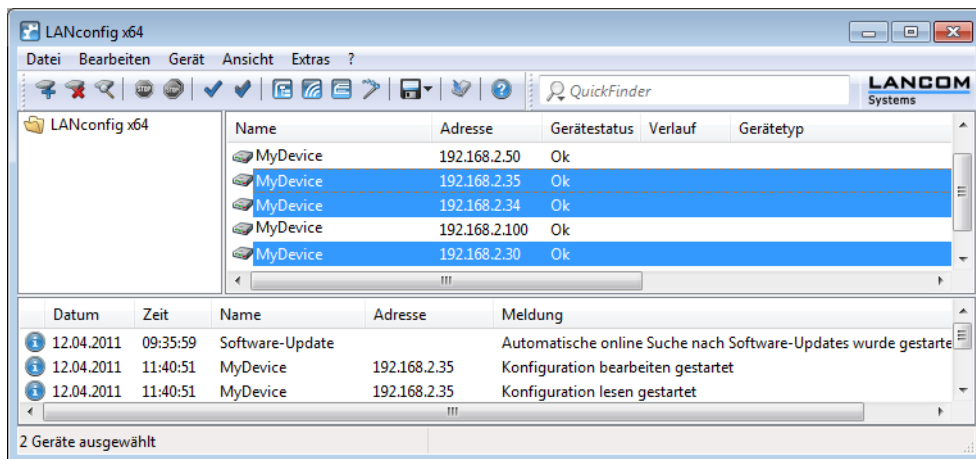 LANconfig x64
Datei Bearbeiten Gerät Ansicht Extras ?
STOP STOP QuickFinder LANCOM
Systems
LANconfig x64
Name Adresse Gerätestatus Verlauf Gerätetyp
MyDevice 192.168.2.50 Ok
MyDevice 192.168.2.35 Ok
MyDevice 192.168.2.34 Ok
MyDevice 192.168.2.100 Ok
MyDevice 192.168.2.30 Ok
Datum Zeit Name Adresse Meldung
12.04.2011 09:35:59 Software-Update Automatische online Suche nach Software-Updates wurde gestarte
12.04.2011 11:40:51 MyDevice 192.168.2.35 Konfiguration bearbeiten gestartet
12.04.2011 11:40:51 MyDevice 192.168.2.35 Konfiguration lesen gestartet
2 Geräte ausgewählt